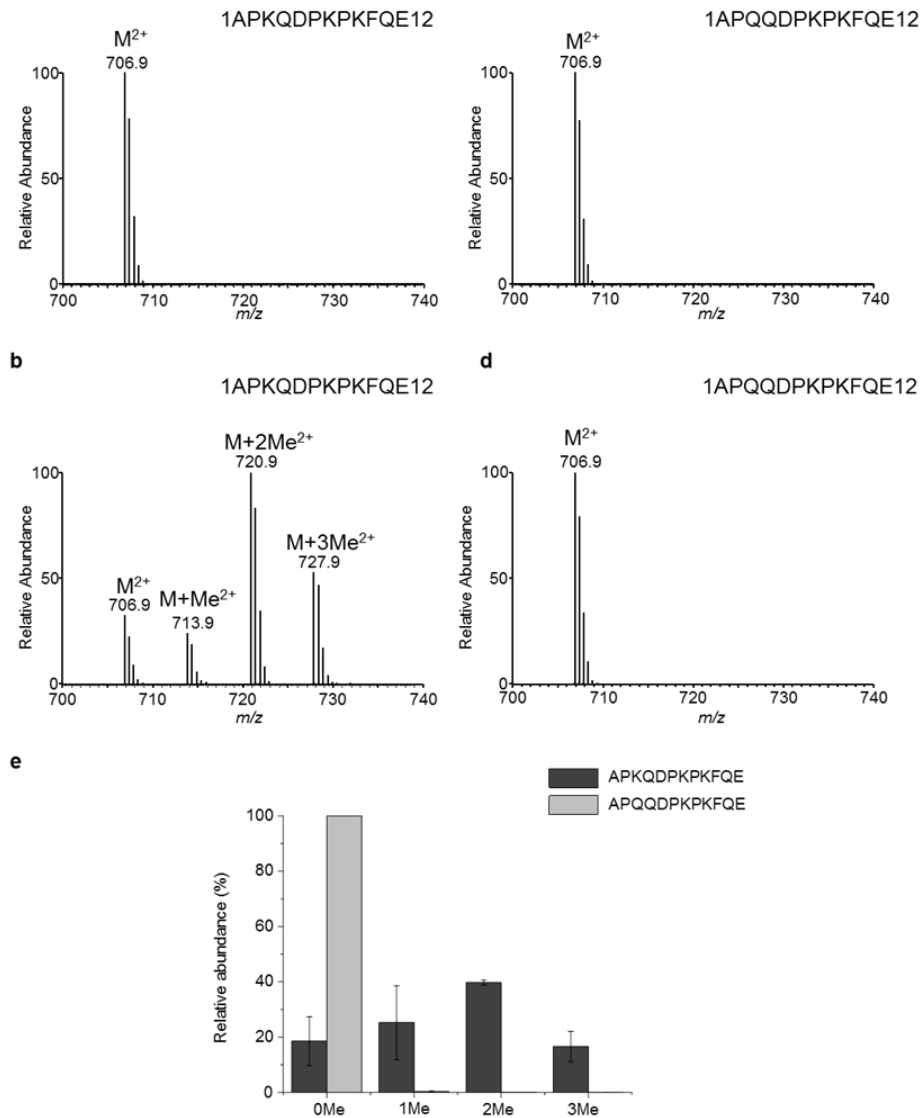 1APKQDPKPKFQE12
M²⁺
706.9
100
50
0
Relative Abundance
700
710
720
730
740
m/z
1APQQDPKPKFQE12
M²⁺
706.9
100
50
0
Relative Abundance
700
710
720
730
740
m/z
b
1APKQDPKPKFQE12
M+2Me²⁺
720.9
M+3Me²⁺
727.9
M²⁺
706.9
M+Me²⁺
713.9
100
50
0
Relative Abundance
700
710
720
730
740
m/z
d
1APQQDPKPKFQE12
M²⁺
706.9
100
50
0
Relative Abundance
700
710
720
730
740
m/z
e
APKQDPKPKFQE
APQQDPKPKFQE
100
80
60
40
20
0
Relative abundance (%)
0Me
1Me
2Me
3Me